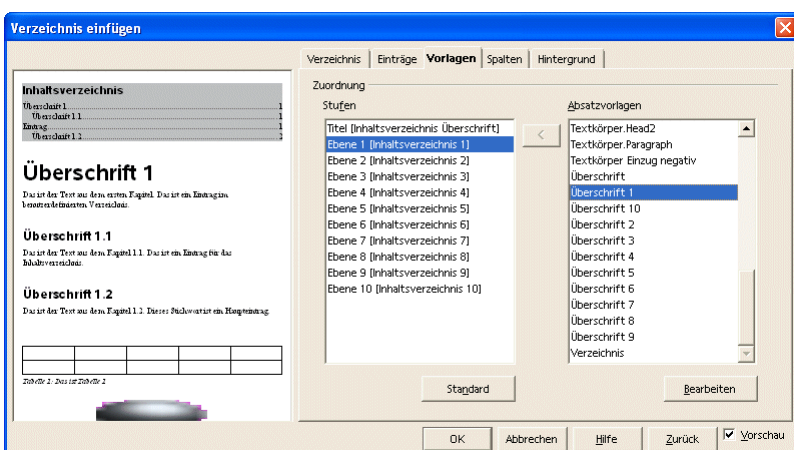 Verzeichnis einfügen
Verzeichnis Einträge Vorlagen Spalten Hintergrund
Inhaltsverzeichnis
Überschrift 1 1
Überschrift 1.1 1
Eintrag 1
Überschrift 1.2 2
Überschrift 1
Das ist der Text aus dem ersten Kapitel. Das ist ein Eintrag im
benutzerdefinierten Verzeichnis.
Überschrift 1.1
Das ist der Text aus dem Kapitel 1.1. Das ist ein Eintrag für das
Inhaltsverzeichnis.
Überschrift 1.2
Das ist der Text aus dem Kapitel 1.2. Dieses Stichwort ist ein Haupteintrag.
Tabelle 1: Das ist Tabelle 1
Zuordnung
Stufen
Titel [Inhaltsverzeichnis Überschrift]
Ebene 1 [Inhaltsverzeichnis 1]
Ebene 2 [Inhaltsverzeichnis 2]
Ebene 3 [Inhaltsverzeichnis 3]
Ebene 4 [Inhaltsverzeichnis 4]
Ebene 5 [Inhaltsverzeichnis 5]
Ebene 6 [Inhaltsverzeichnis 6]
Ebene 7 [Inhaltsverzeichnis 7]
Ebene 8 [Inhaltsverzeichnis 8]
Ebene 9 [Inhaltsverzeichnis 9]
Ebene 10 [Inhaltsverzeichnis 10]
<
Absatzvorlagen
Textkörper.Head2
Textkörper.Paragraph
Textkörper Einzug negativ
Überschrift
Überschrift 1
Überschrift 10
Überschrift 2
Überschrift 3
Überschrift 4
Überschrift 5
Überschrift 6
Überschrift 7
Überschrift 8
Überschrift 9
Verzeichnis
Standard
Bearbeiten
OK Abbrechen Hilfe Zurück Vorschau